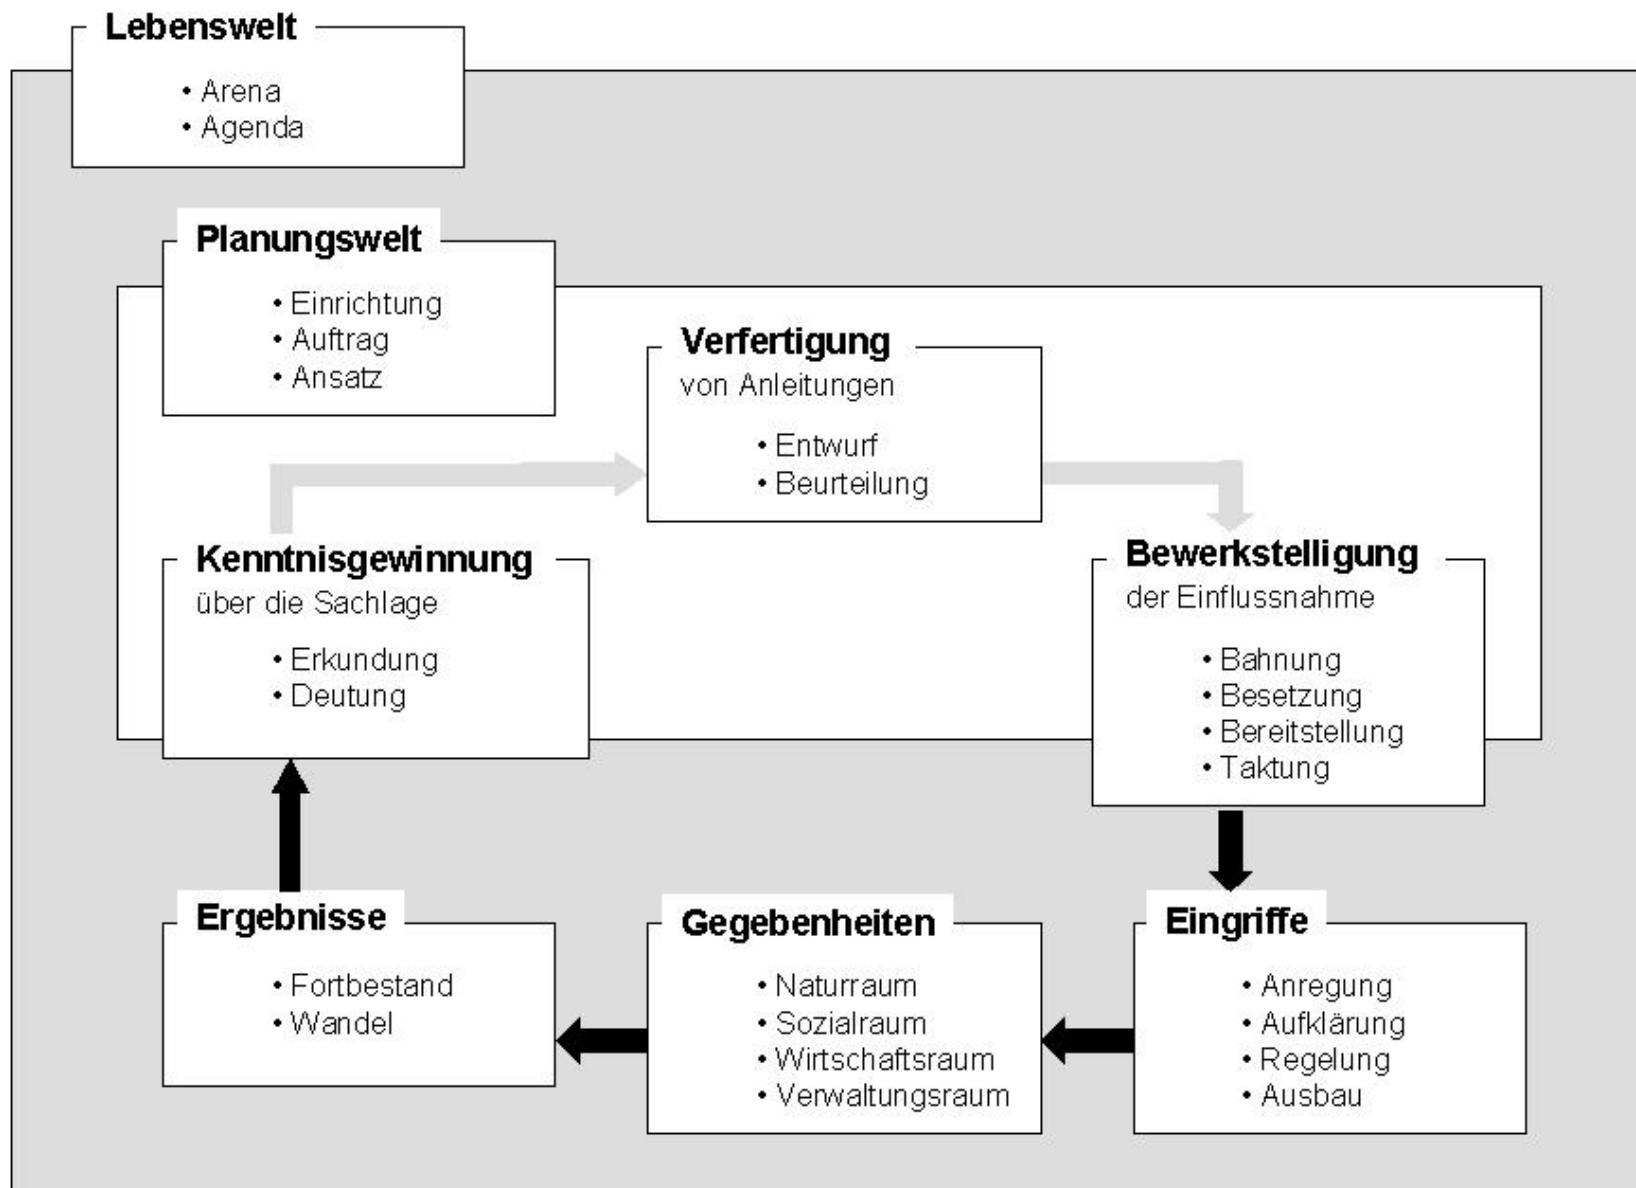 Lebenswelt
• Arena
• Agenda
Planungswelt
• Einrichtung
• Auftrag
• Ansatz
Verfertigung
von Anleitungen
• Entwurf
• Beurteilung
Kenntnisgewinnung
über die Sachlage
• Erkundung
• Deutung
Bewerkstelligung
der Einflussnahme
• Bahnung
• Besetzung
• Bereitstellung
• Taktung
Ergebnisse
• Fortbestand
• Wandel
Gegebenheiten
• Naturraum
• Sozialraum
• Wirtschaftsraum
• Verwaltungsraum
Eingriffe
• Anregung
• Aufklärung
• Regelung
• Ausbau